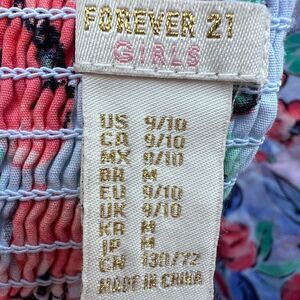 FOREVER 21
GIRLS
US 9/10
CA 9/10
MX 9/10
BR M
EU 9/10
UK 9/10
KR M
JP M
CN 130/72
MADE IN CHINA